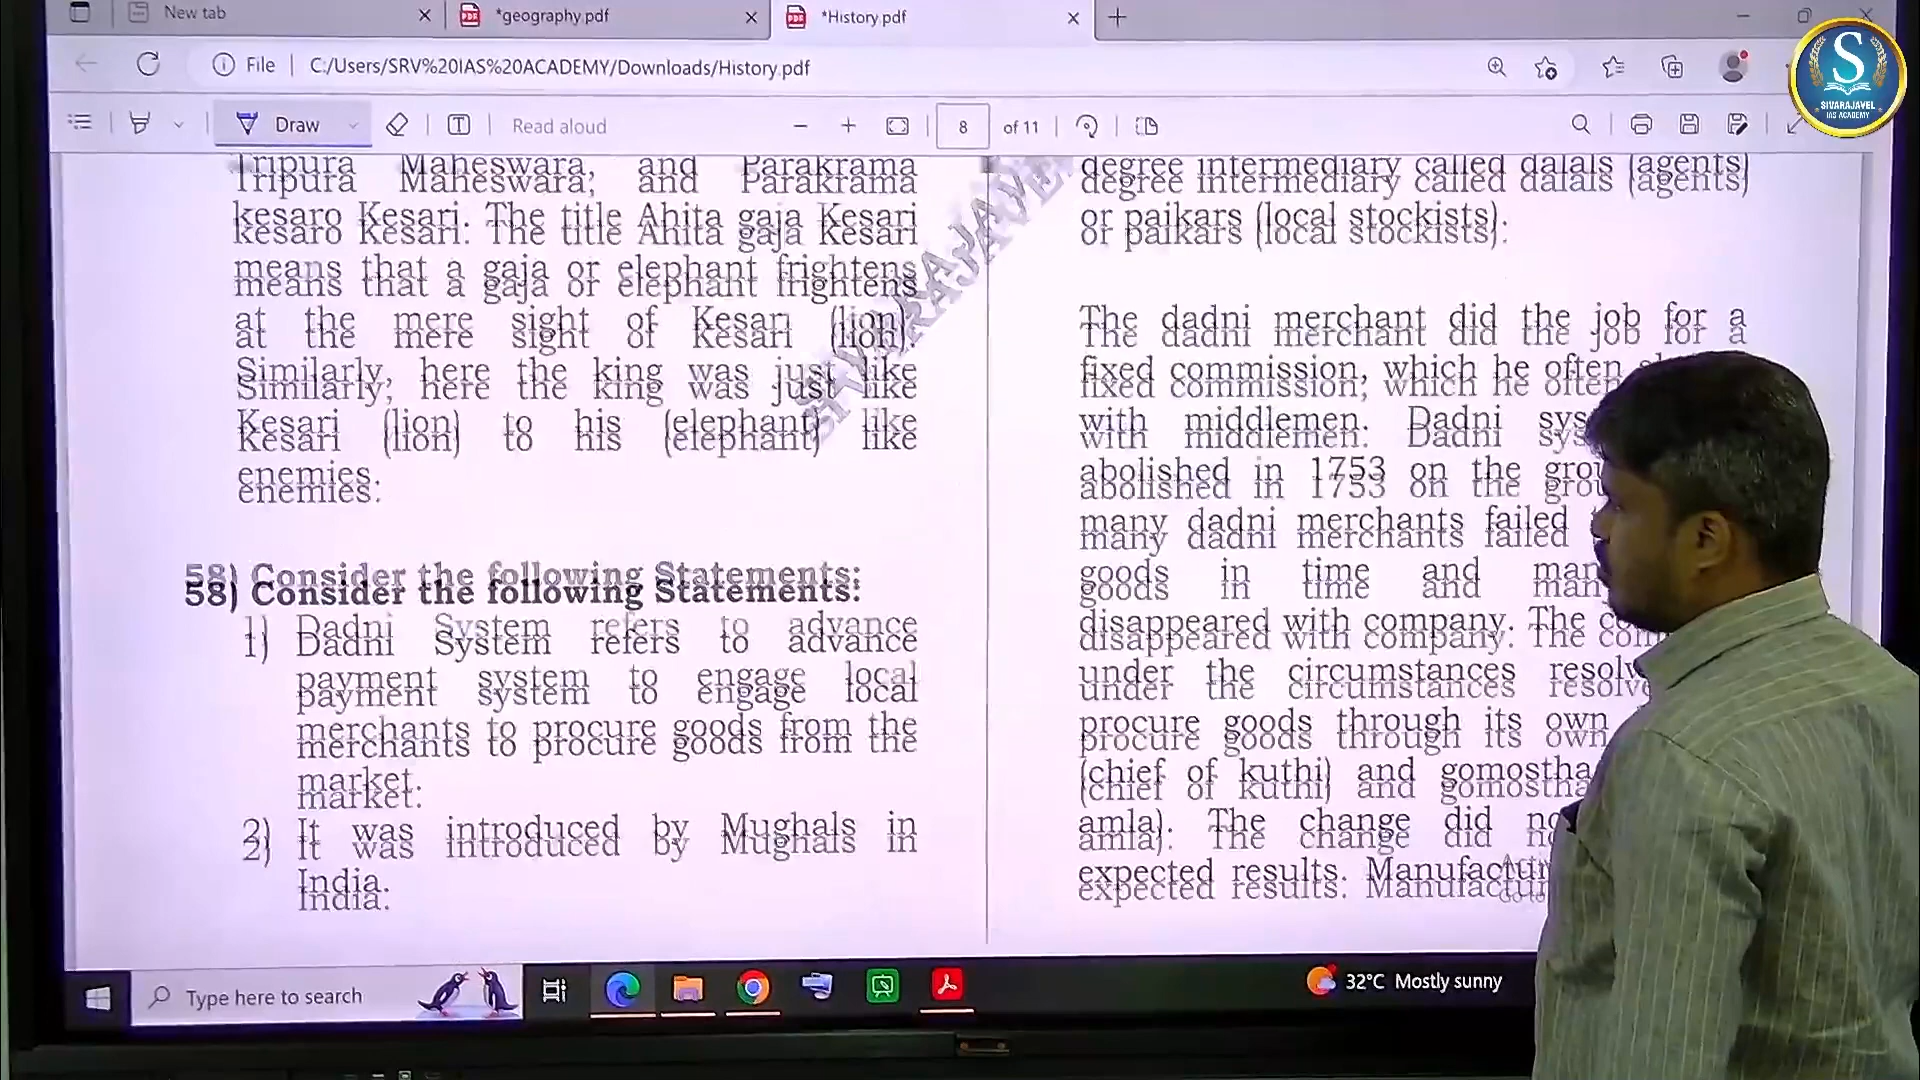 New tab
*geography.pdf
*History.pdf
File
C:/Users/SRV%20IAS%20ACADEMY/Downloads/History.pdf
Draw
Read aloud
8
of 11
S
SIVARAJAVEL
IAS ACADEMY
Tripura Maheswara, and Parakrama
kesaro Kesari. The title Ahita gaja Kesari
means that a gaja or elephant frightens
at the mere sight of Kesari (lion).
Similarly, here the king was just like
Kesari (lion) to his (elephant) like
enemies.
58) Consider the following Statements:
1) Dadni System refers to advance
payment system to engage local
merchants to procure goods from the
market.
2) It was introduced by Mughals in
India.
degree intermediary called dalals (agents)
or paikars (local stockists).
The dadni merchant did the job for a
fixed commission, which he often
with middlemen. Dadni
abolished in 1753 on the
many dadni merchants failed
goods in time and
disappeared with company. The
under the circumstances
procure goods through its own
(chief of kuthi) and
amla). The change did
expected results.
SIVARAJAVEL
Type here to search
32°C Mostly sunny